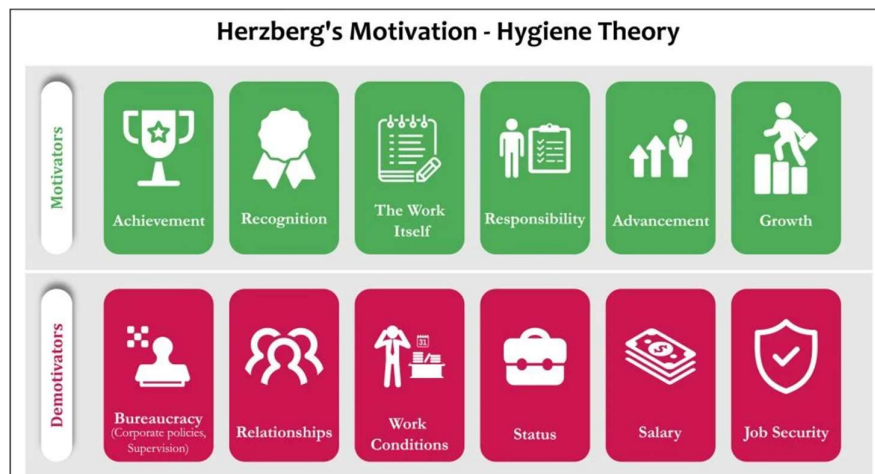 Herzberg's Motivation - Hygiene Theory
Motivators
Achievement
Recognition
The Work
Itself
Responsibility
Advancement
Growth
Demotivators
Bureaucracy
(Corporate policies,
Supervision)
Relationships
31
Work
Conditions
Status
$
Salary
Job Security